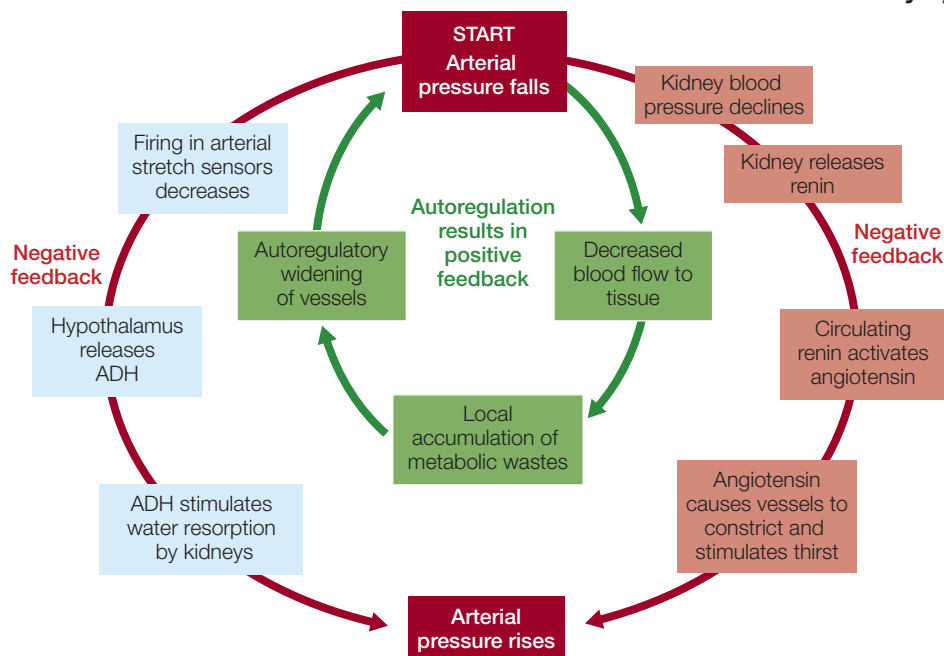 START
Arterial
pressure falls
Kidney blood
pressure declines
Kidney releases
renin
Negative
feedback
Circulating
renin activates
angiotensin
Angiotensin
causes vessels to
constrict and
stimulates thirst
Firing in arterial
stretch sensors
decreases
Negative
feedback
Hypothalamus
releases
ADH
ADH stimulates
water resorption
by kidneys
Autoregulation
results in
positive
feedback
Decreased
blood flow to
tissue
Local
accumulation of
metabolic wastes
Autoregulatory
widening
of vessels
Arterial
pressure rises